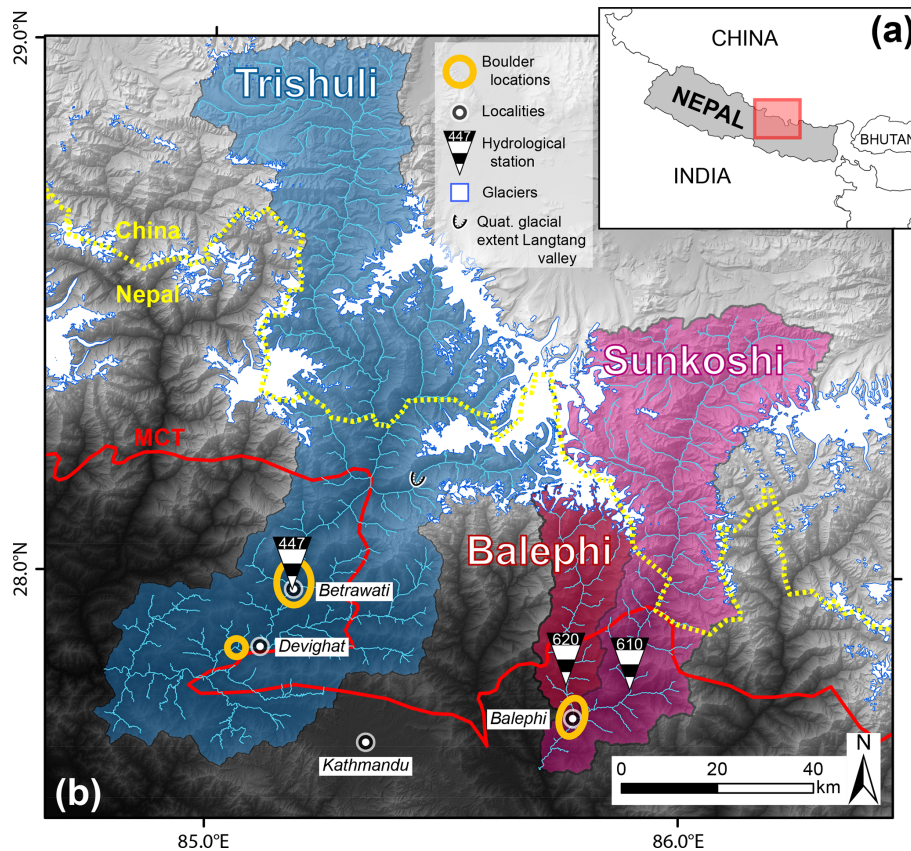 29.0°N
28.0°N
85.0°E
86.0°E
(a)
CHINA
NEPAL
BHUTAN
INDIA
(b)
Trishuli
Boulder
locations
Localities
447
Hydrological
station
Glaciers
Quat. glacial
extent Langtang
valley
China
Nepal
Sunkoshi
MCT
Balephi
447
Betrawati
Devighat
620
610
Balephi
Kathmandu
N
0 20 40
km